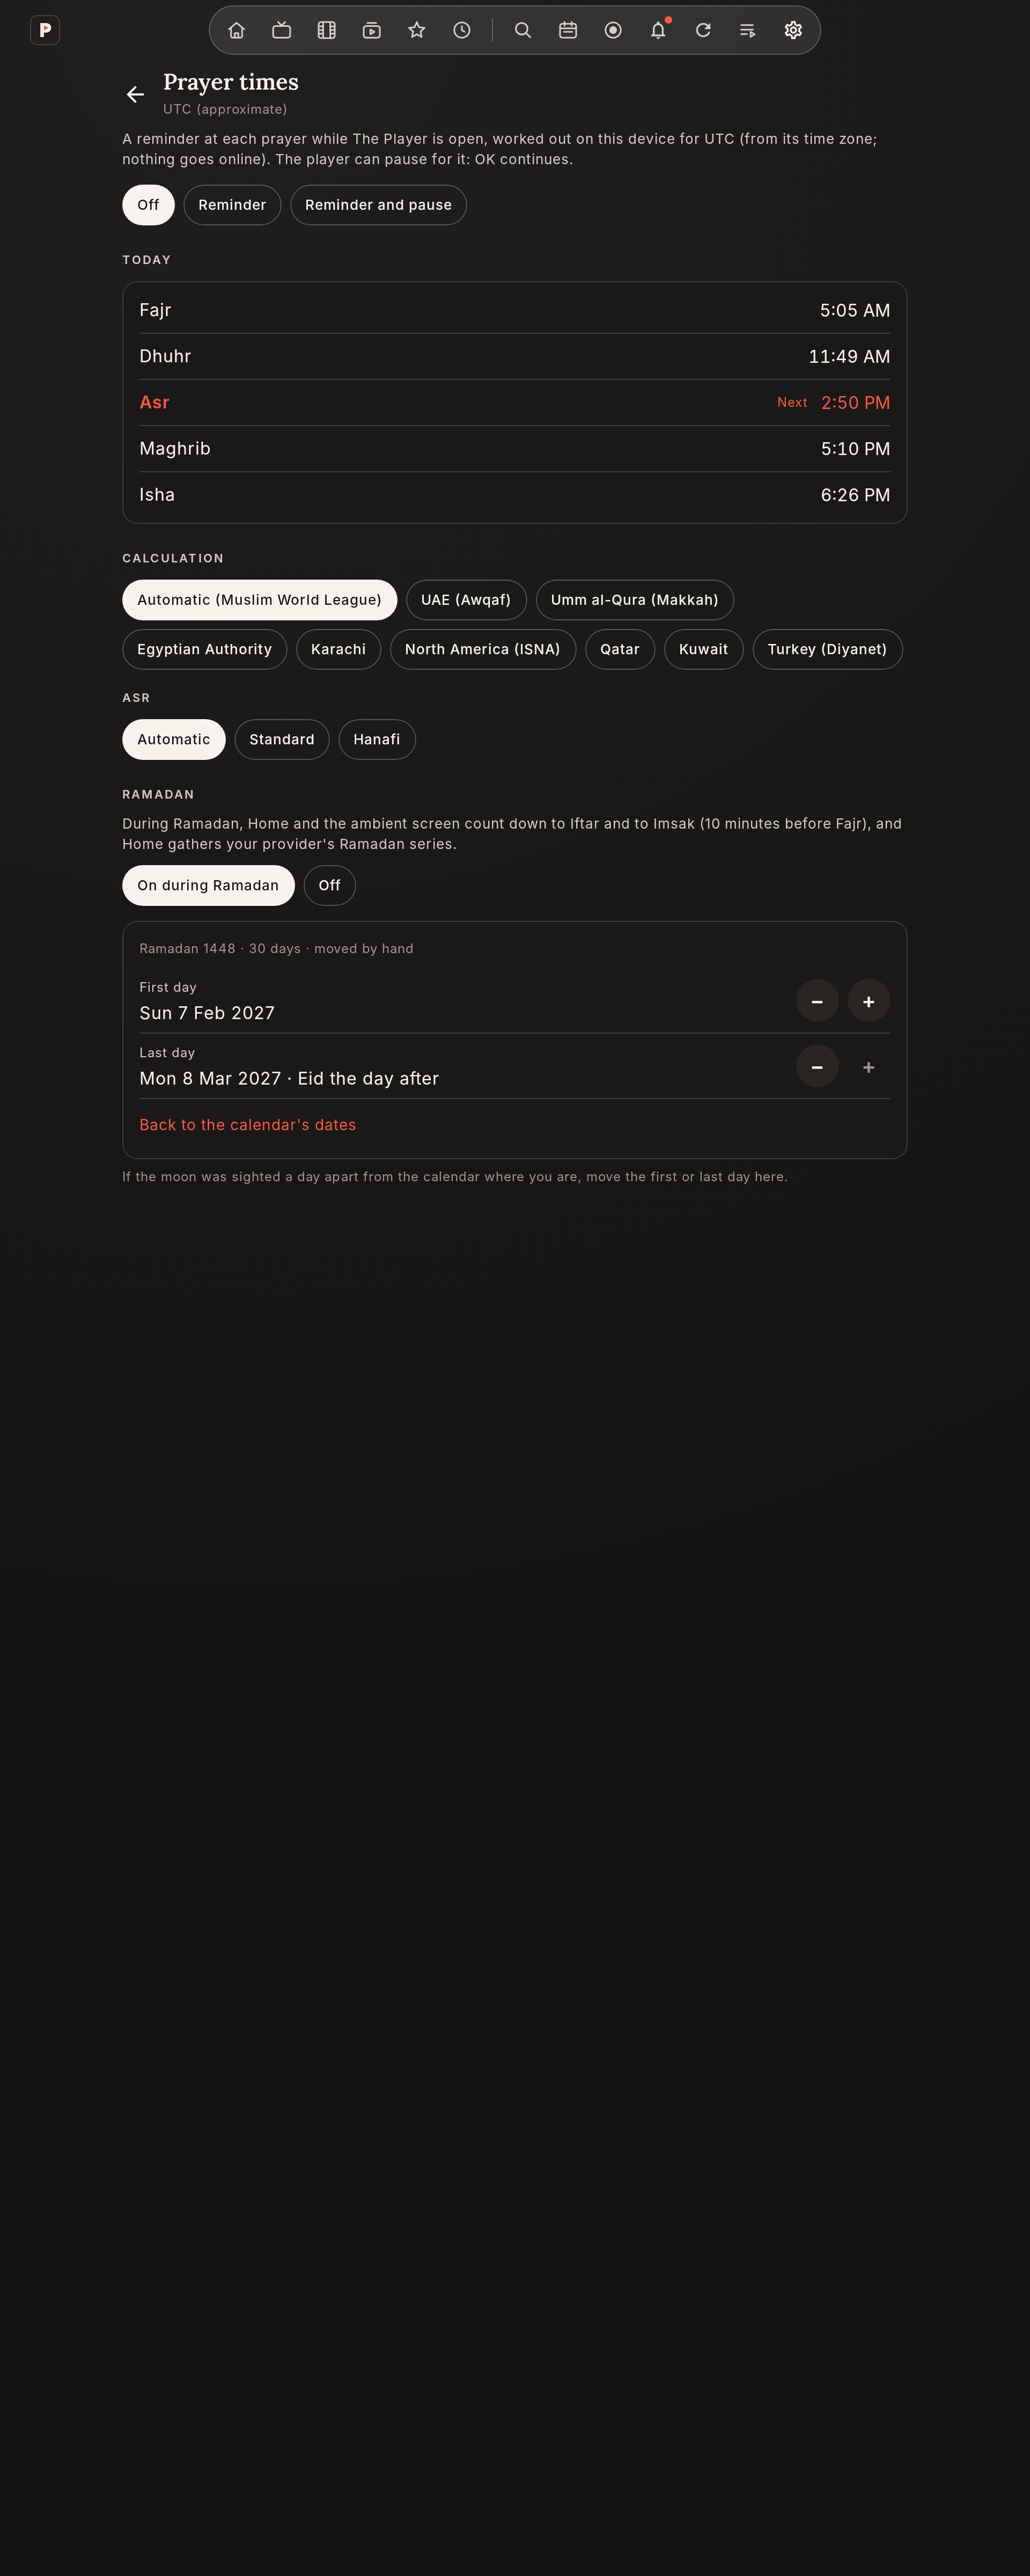 P
Prayer times
UTC (approximate)
A reminder at each prayer while The Player is open, worked out on this device for UTC (from its time zone;
nothing goes online). The player can pause for it: OK continues.
Off Reminder Reminder and pause
TODAY
Fajr 5:05 AM
Dhuhr 11:49 AM
Asr Next 2:50 PM
Maghrib 5:10 PM
Isha 6:26 PM
CALCULATION
Automatic (Muslim World League) UAE (Awqaf) Umm al-Qura (Makkah)
Egyptian Authority Karachi North America (ISNA) Qatar Kuwait Turkey (Diyanet)
ASR
Automatic Standard Hanafi
RAMADAN
During Ramadan, Home and the ambient screen count down to Iftar and to Imsak (10 minutes before Fajr), and
Home gathers your provider's Ramadan series.
On during Ramadan Off
Ramadan 1448 · 30 days · moved by hand
First day
Sun 7 Feb 2027 − +
Last day
Mon 8 Mar 2027 · Eid the day after − +
Back to the calendar's dates
If the moon was sighted a day apart from the calendar where you are, move the first or last day here.